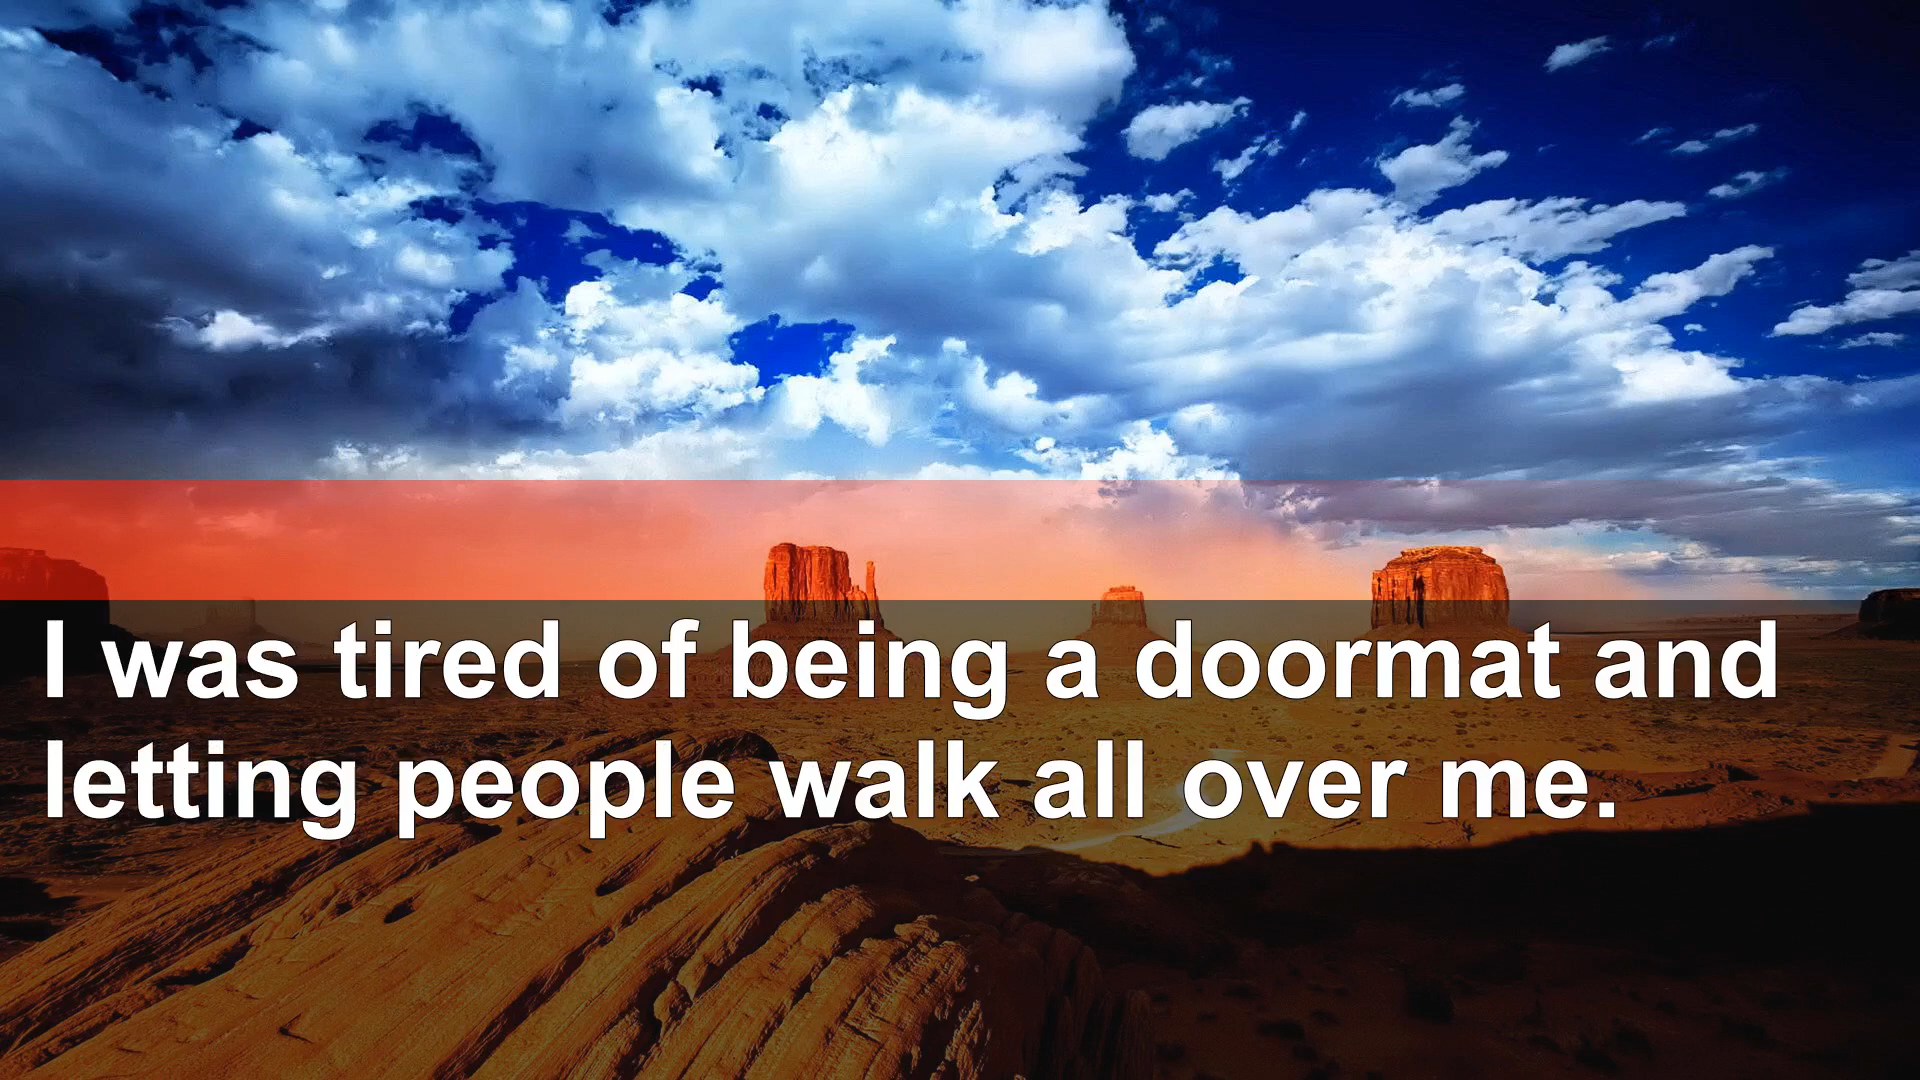 I was tired of being a doormat and
letting people walk all over me.